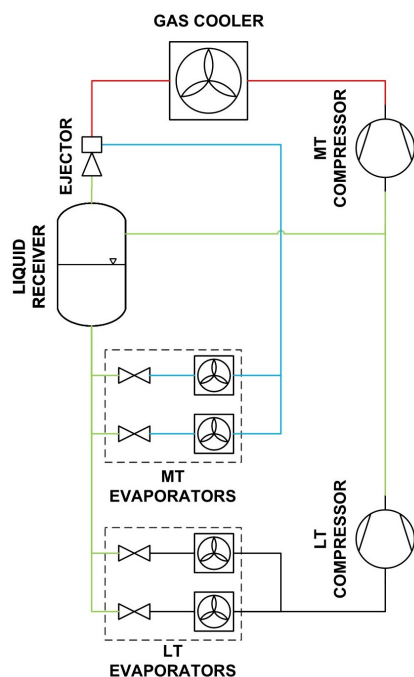 GAS COOLER
EJECTOR
MT
COMPRESSOR
LIQUID
RECEIVER
MT
EVAPORATORS
LT
COMPRESSOR
LT
EVAPORATORS